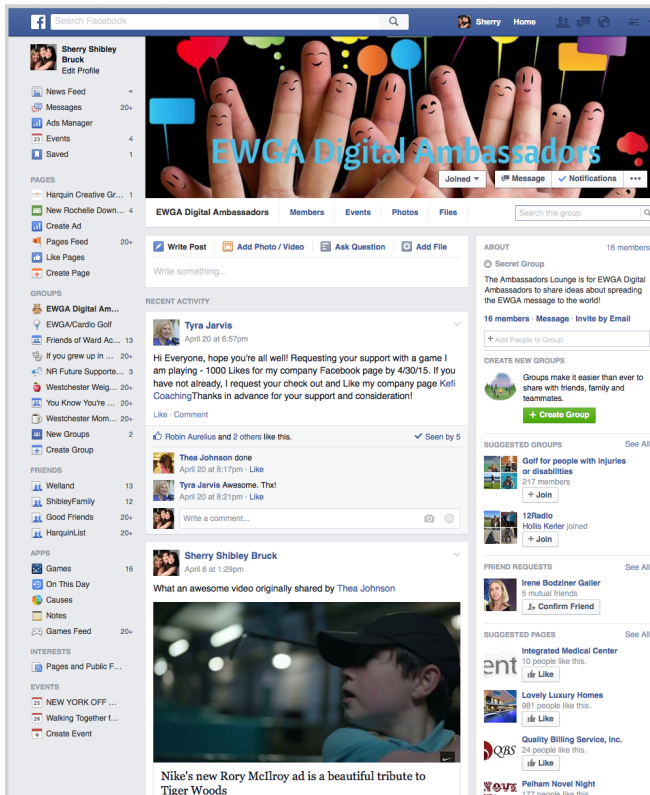 Search Facebook
Sherry Home
Sherry Shibley
Bruck
Edit Profile
News Feed
Messages 20+
Ads Manager
23 Events 4
Saved 1
PAGES
Harquin Creative Gr... 1
New Rochelle Down... 4
Create Ad
Pages Feed 20+
Like Pages
Create Page
GROUPS
EWGA Digital Am...
EWGA/Cardio Golf
Friends of Ward Ac... 13
If you grew up in ... 20+
NR Future Supporte... 3
Westchester Weig... 20+
You Know You're ... 20+
Westchester Mom... 20+
New Groups 2
Create Group
FRIENDS
Welland 13
ShibleyFamily 12
Good Friends 20+
HarquinList 20+
APPS
Games 16
On This Day
Causes
Notes
Games Feed 20+
INTERESTS
Pages and Public F...
EVENTS
25 NEW YORK OFF ...
26 Walking Together f...
Create Event
EWGA Digital Ambassadors
Joined Message Notifications
EWGA Digital Ambassadors Members Events Photos Files Search this group
Write Post Add Photo / Video Ask Question Add File
Write something...
RECENT ACTIVITY
Tyra Jarvis
April 20 at 6:57pm
Hi Everyone, hope you're all well! Requesting your support with a game I
am playing - 1000 Likes for my company Facebook page by 4/30/15. If you
have not already, I request your check out and Like my company page Kefi
CoachingThanks in advance for your support and consideration!
Like · Comment
Robin Aurelius and 2 others like this. Seen by 5
Thea Johnson done
April 20 at 8:17pm · Like
Tyra Jarvis Awesome. Thx!
April 20 at 8:21pm · Like
Write a comment...
Sherry Shibley Bruck
April 6 at 1:29pm
What an awesome video originally shared by Thea Johnson
Nike's new Rory McIlroy ad is a beautiful tribute to
Tiger Woods
ABOUT 16 members
Secret Group
The Ambassadors Lounge is for EWGA Digital
Ambassadors to share ideas about spreading
the EWGA message to the world!
16 members · Message · Invite by Email
+ Add People to Group
CREATE NEW GROUPS
Groups make it easier than ever to
share with friends, family and
teammates.
+ Create Group
SUGGESTED GROUPS See All
Golf for people with injuries
or disabilities
217 members
+ Join
12Radio
Hollis Kerler joined
+ Join
FRIEND REQUESTS See All
Irene Bodziner Galler
5 mutual friends
Confirm Friend
SUGGESTED PAGES See All
ent
Integrated Medical Center
10 people like this.
Like
Lovely Luxury Homes
981 people like this.
Like
QBS
Quality Billing Service, Inc.
24 people like this.
Like
Pelham Novel Night
177 people like this.